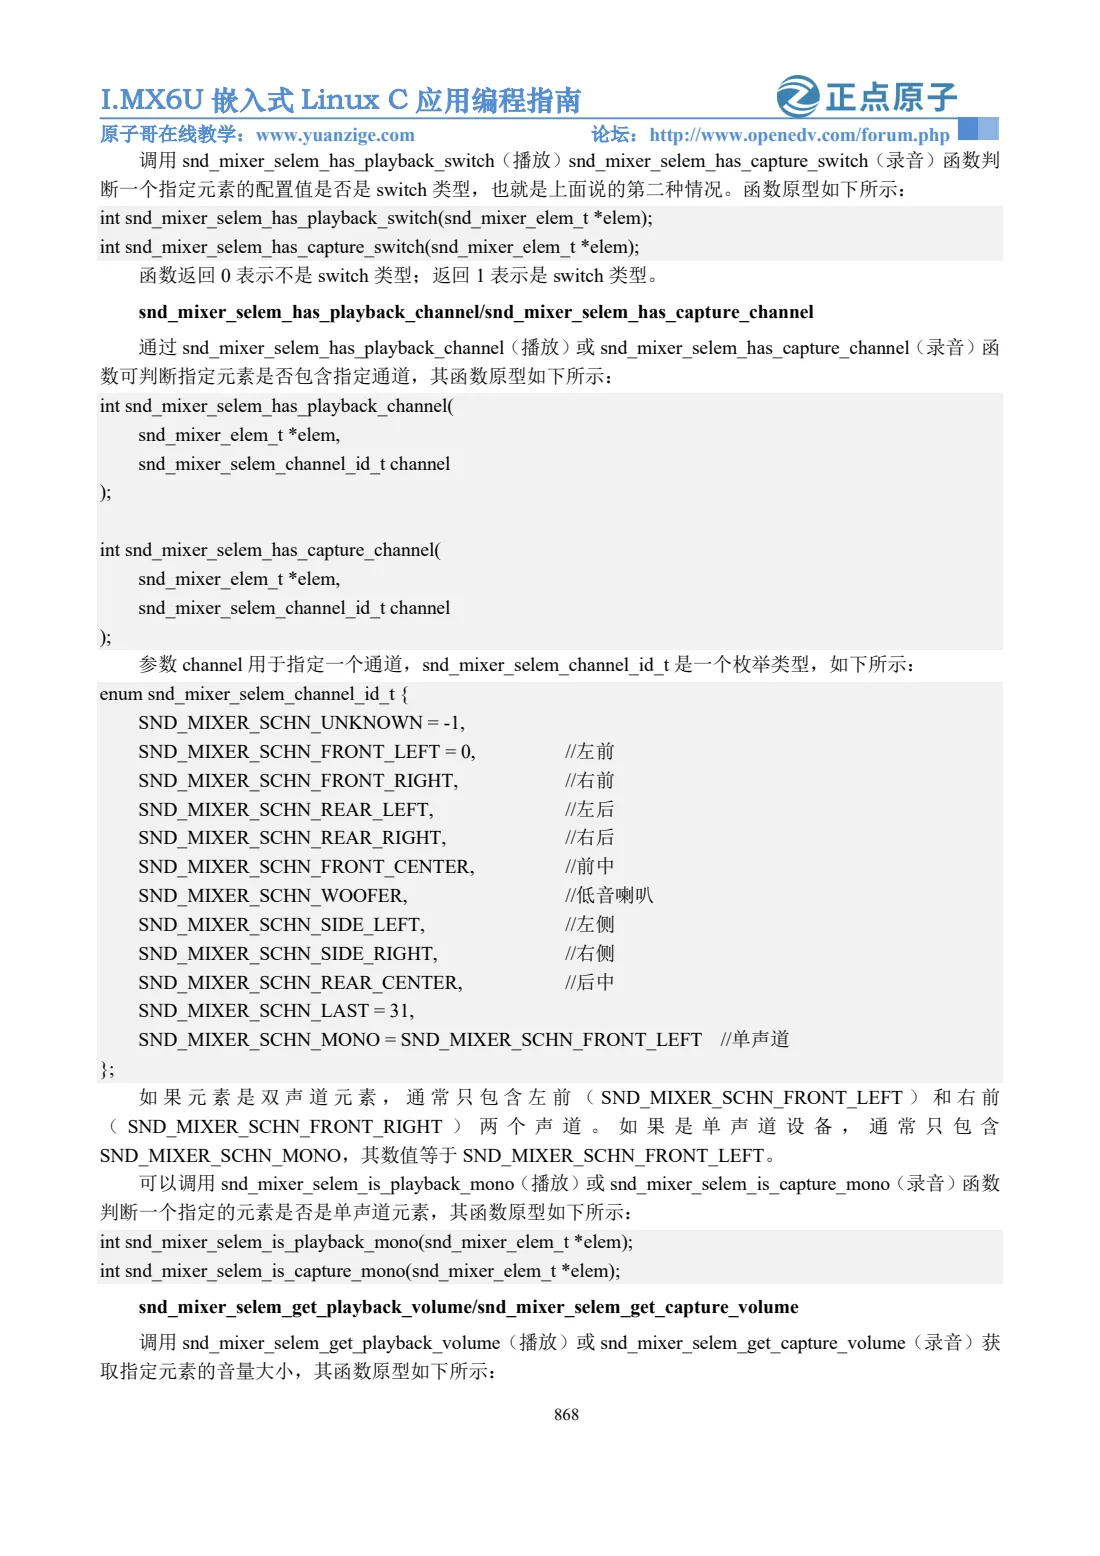 I.MX6U 嵌入式 Linux C 应用编程指南
正点原子
原子哥在线教学：www.yuanzige.com 论坛：http://www.openedv.com/forum.php
调用 snd_mixer_selem_has_playback_switch（播放）snd_mixer_selem_has_capture_switch（录音）函数判
断一个指定元素的配置值是否是 switch 类型，也就是上面说的第二种情况。函数原型如下所示：
int snd_mixer_selem_has_playback_switch(snd_mixer_elem_t *elem);
int snd_mixer_selem_has_capture_switch(snd_mixer_elem_t *elem);
函数返回 0 表示不是 switch 类型；返回 1 表示是 switch 类型。
snd_mixer_selem_has_playback_channel/snd_mixer_selem_has_capture_channel
通过 snd_mixer_selem_has_playback_channel（播放）或 snd_mixer_selem_has_capture_channel（录音）函
数可判断指定元素是否包含指定通道，其函数原型如下所示：
int snd_mixer_selem_has_playback_channel(
snd_mixer_elem_t *elem,
snd_mixer_selem_channel_id_t channel
);
int snd_mixer_selem_has_capture_channel(
snd_mixer_elem_t *elem,
snd_mixer_selem_channel_id_t channel
);
参数 channel 用于指定一个通道，snd_mixer_selem_channel_id_t 是一个枚举类型，如下所示：
enum snd_mixer_selem_channel_id_t {
SND_MIXER_SCHN_UNKNOWN = -1,
SND_MIXER_SCHN_FRONT_LEFT = 0, //左前
SND_MIXER_SCHN_FRONT_RIGHT, //右前
SND_MIXER_SCHN_REAR_LEFT, //左后
SND_MIXER_SCHN_REAR_RIGHT, //右后
SND_MIXER_SCHN_FRONT_CENTER, //前中
SND_MIXER_SCHN_WOOFER, //低音喇叭
SND_MIXER_SCHN_SIDE_LEFT, //左侧
SND_MIXER_SCHN_SIDE_RIGHT, //右侧
SND_MIXER_SCHN_REAR_CENTER, //后中
SND_MIXER_SCHN_LAST = 31,
SND_MIXER_SCHN_MONO = SND_MIXER_SCHN_FRONT_LEFT //单声道
};
如果元素是双声道元素，通常只包含左前（SND_MIXER_SCHN_FRONT_LEFT）和右前
（SND_MIXER_SCHN_FRONT_RIGHT）两个声道。如果是单声道设备，通常只包含
SND_MIXER_SCHN_MONO，其数值等于 SND_MIXER_SCHN_FRONT_LEFT。
可以调用 snd_mixer_selem_is_playback_mono（播放）或 snd_mixer_selem_is_capture_mono（录音）函数
判断一个指定的元素是否是单声道元素，其函数原型如下所示：
int snd_mixer_selem_is_playback_mono(snd_mixer_elem_t *elem);
int snd_mixer_selem_is_capture_mono(snd_mixer_elem_t *elem);
snd_mixer_selem_get_playback_volume/snd_mixer_selem_get_capture_volume
调用 snd_mixer_selem_get_playback_volume（播放）或 snd_mixer_selem_get_capture_volume（录音）获
取指定元素的音量大小，其函数原型如下所示：
868